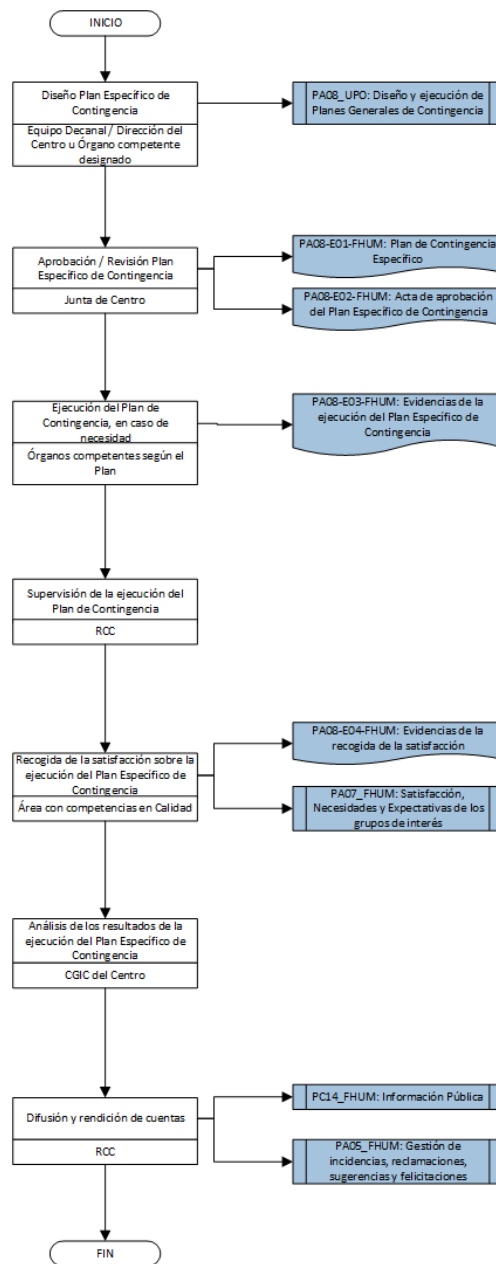 INICIO
Diseño Plan Específico de
Contingencia
Equipo Decanal / Dirección del
Centro u Órgano competente
designado
PA08_UPO: Diseño y ejecución de
Planes Generales de Contingencia
Aprobación / Revisión Plan
Específico de Contingencia
Junta de Centro
PA08-E01-FHUM: Plan de Contingencia
Específico
PA08-E02-FHUM: Acta de aprobación
del Plan Específico de Contingencia
Ejecución del Plan de
Contingencia, en caso de
necesidad
Órganos competentes según el
Plan
PA08-E03-FHUM: Evidencias de la
ejecución del Plan Específico de
Contingencia
Supervisión de la ejecución del
Plan de Contingencia
RCC
Recogida de la satisfacción sobre la
ejecución del Plan Específico de
Contingencia
Área con competencias en Calidad
PA08-E04-FHUM: Evidencias de la
recogida de la satisfacción
PA07_FHUM: Satisfacción,
Necesidades y Expectativas de los
grupos de interés
Análisis de los resultados de la
ejecución del Plan Específico de
Contingencia
CGIC del Centro
Difusión y rendición de cuentas
RCC
PC14_FHUM: Información Pública
PA05_FHUM: Gestión de
incidencias, reclamaciones,
sugerencias y felicitaciones
FIN